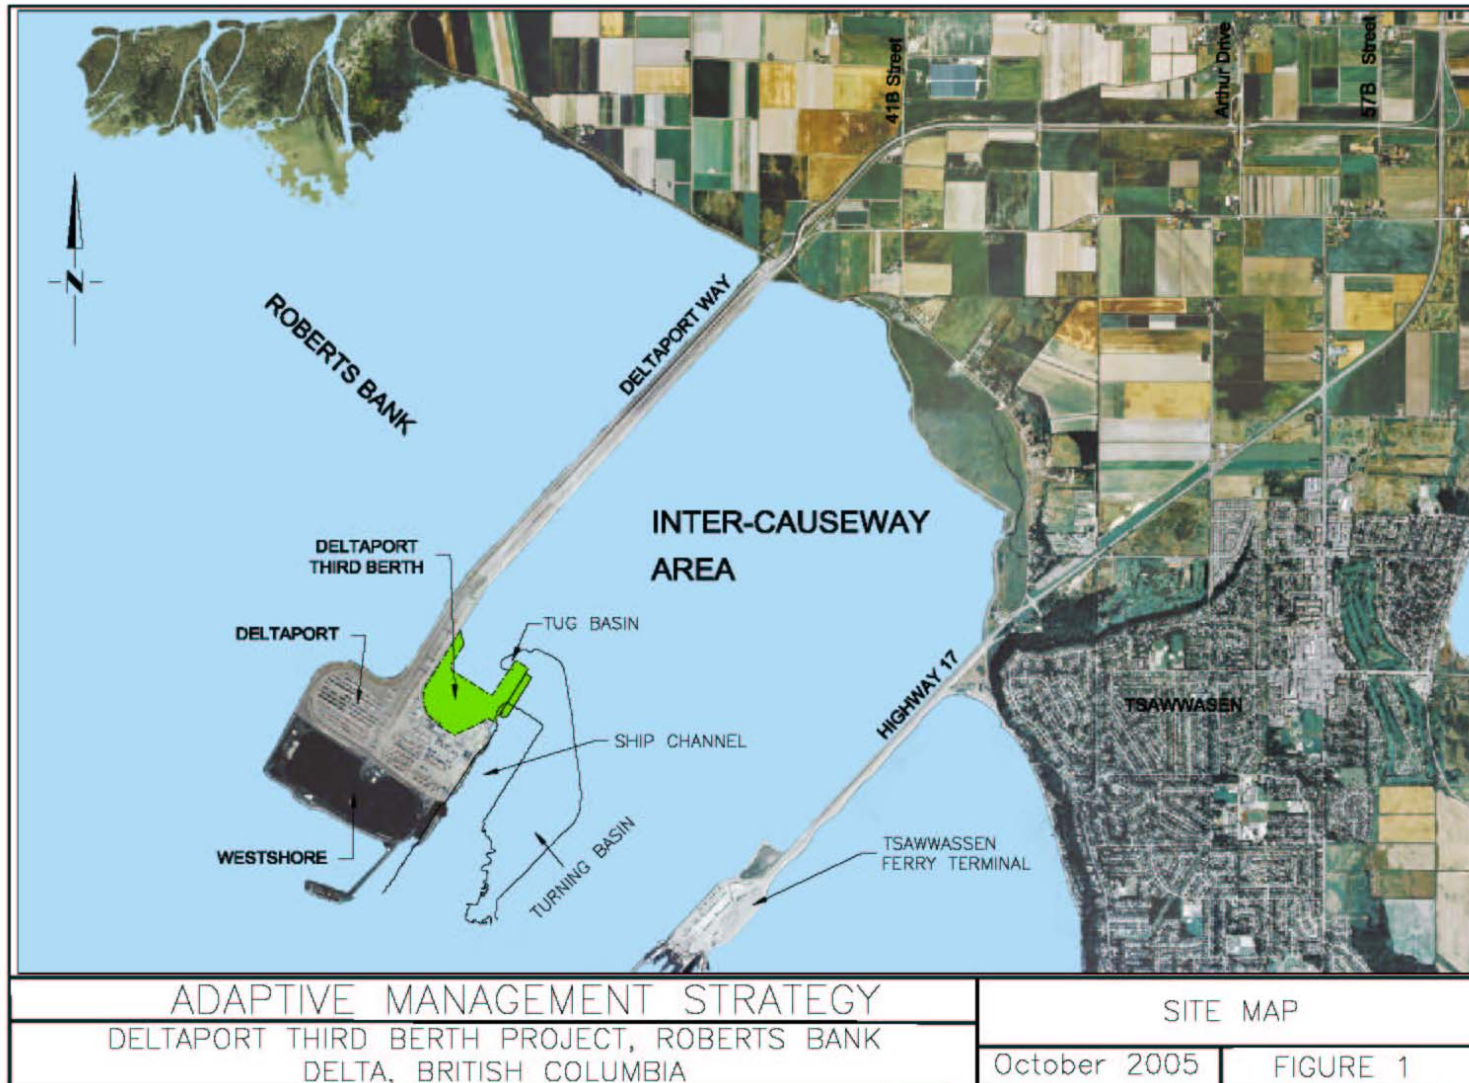 41B Street
Arthur Drive
57B Street
N
ROBERTS BANK
DELTAPORT WAY
INTER-CAUSEWAY
AREA
DELTAPORT
THIRD BERTH
TUG BASIN
DELTAPORT
HIGHWAY 17
TSAWWASEN
SHIP CHANNEL
WESTSHORE
TURNING BASIN
TSAWWASSEN
FERRY TERMINAL
ADAPTIVE MANAGEMENT STRATEGY
DELTAPORT THIRD BERTH PROJECT, ROBERTS BANK
DELTA, BRITISH COLUMBIA
SITE MAP
October 2005
FIGURE 1